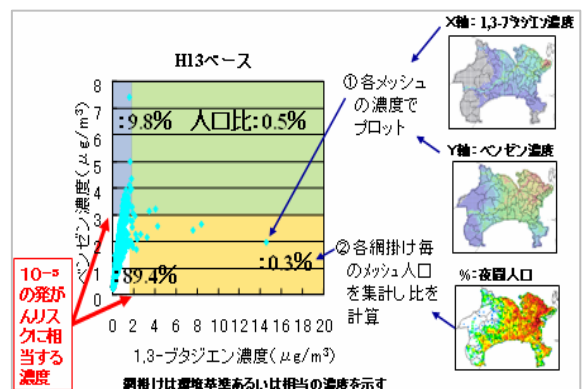 H13ベース
8
7
6
5
4
3
2
1
0
ベンゼン濃度(μg/m³)
:9.8%
人口比:0.5%
:89.4%
:0.3%
0 2 4 6 8 10 12 14 16 18 20
1,3-ブタジエン濃度(μg/m³)
網掛けは環境基準あるいは相当の濃度を示す
10⁻⁵
の発が
んリス
クに相
当する
濃度
①各メッシュ
の濃度で
プロット
②各網掛け毎
のメッシュ人口
を集計し比を
計算
X軸:1,3-ブタジエン濃度
Y軸:ベンゼン濃度
%:夜間人口